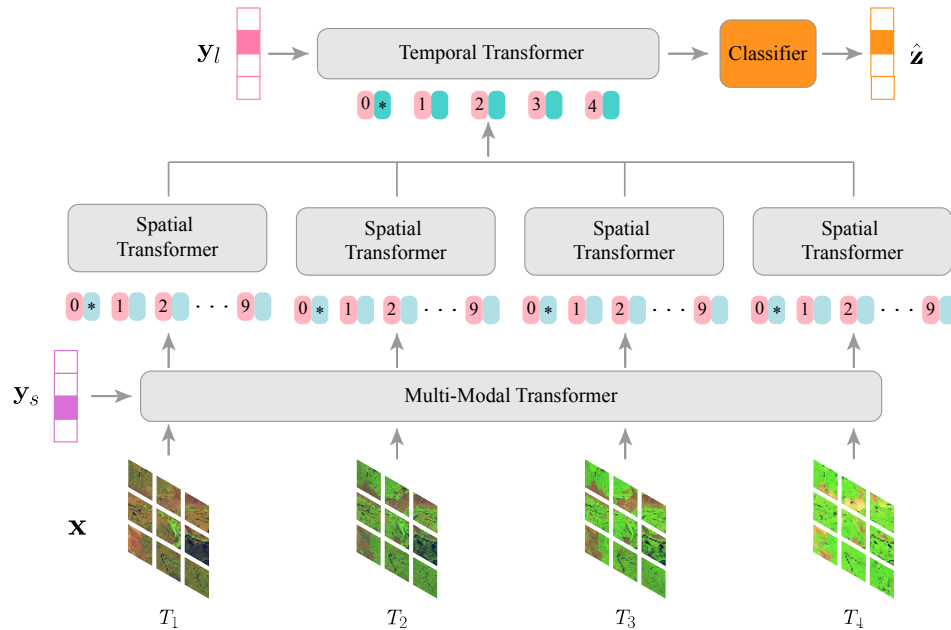 𝐲_l Temporal Transformer Classifier ẑ
0 * 1 2 3 4
Spatial Transformer
Spatial Transformer
Spatial Transformer
Spatial Transformer
0 * 1 2 · · · 9
0 * 1 2 · · · 9
0 * 1 2 · · · 9
0 * 1 2 · · · 9
y_s Multi-Modal Transformer
x
T_1 T_2 T_3 T_4